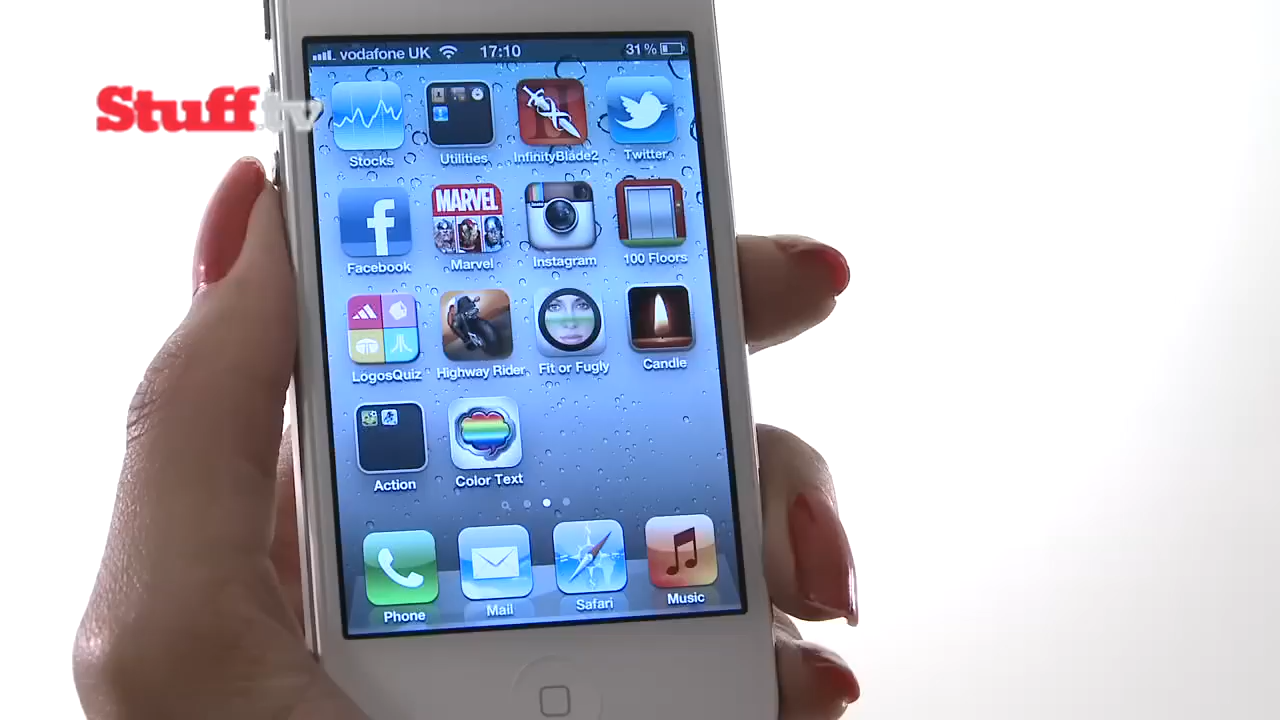 vodafone UK 17:10 31 %
Stuff.tv
Stocks Utilities InfinityBlade2 Twitter
MARVEL
Facebook Marvel Instagram 100 Floors
LogosQuiz Highway Rider Fit or Fugly Candle
Action Color Text
Phone Mail Safari Music